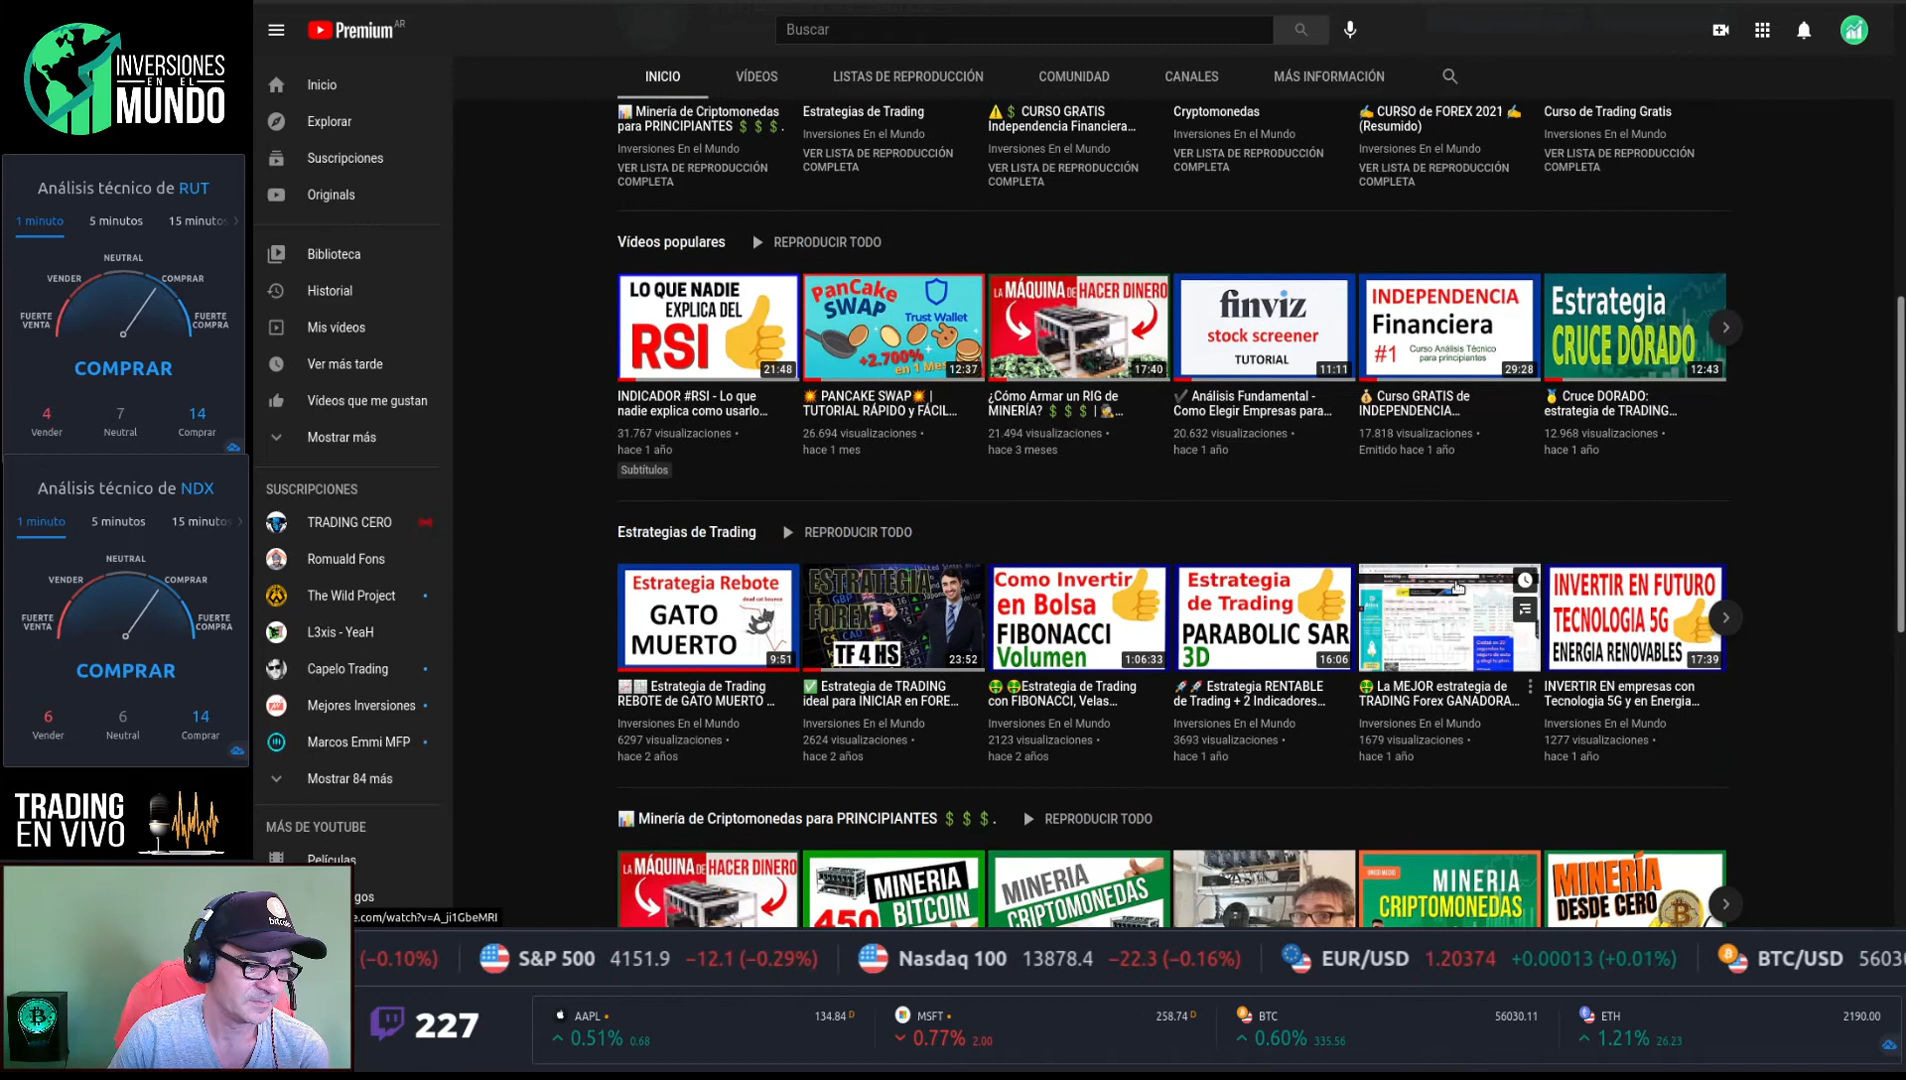 INVERSIONES
EN EL
MUNDO
Premium AR
Buscar
INICIO VÍDEOS LISTAS DE REPRODUCCIÓN COMUNIDAD CANALES MÁS INFORMACIÓN
Inicio
Explorar
Suscripciones
Originals
Biblioteca
Historial
Mis vídeos
Ver más tarde
Vídeos que me gustan
Mostrar más
SUSCRIPCIONES
TRADING CERO
Romuald Fons
The Wild Project
L3xis - YeaH
Capelo Trading
Mejores Inversiones
Marcos Emmi MFP
Mostrar 84 más
MÁS DE YOUTUBE
Películas
gos
e.com/watch?v=A_ji1GbeMRI
Análisis técnico de RUT
1 minuto 5 minutos 15 minutos
NEUTRAL
VENDER COMPRAR
FUERTE VENTA FUERTE COMPRA
COMPRAR
4 7 14
Vender Neutral Comprar
Análisis técnico de NDX
1 minuto 5 minutos 15 minutos
NEUTRAL
VENDER COMPRAR
FUERTE VENTA FUERTE COMPRA
COMPRAR
6 6 14
Vender Neutral Comprar
TRADING
EN VIVO
📊 Minería de Criptomonedas
para PRINCIPIANTES $ $ $ .
Inversiones En el Mundo
VER LISTA DE REPRODUCCIÓN
COMPLETA
Estrategias de Trading
Inversiones En el Mundo
VER LISTA DE REPRODUCCIÓN
COMPLETA
⚠️ $ CURSO GRATIS
Independencia Financiera...
Inversiones En el Mundo
VER LISTA DE REPRODUCCIÓN
COMPLETA
Cryptomonedas
Inversiones En el Mundo
VER LISTA DE REPRODUCCIÓN
COMPLETA
✍ CURSO de FOREX 2021 ✍
(Resumido)
Inversiones En el Mundo
VER LISTA DE REPRODUCCIÓN
COMPLETA
Curso de Trading Gratis
Inversiones En el Mundo
VER LISTA DE REPRODUCCIÓN
COMPLETA
Vídeos populares REPRODUCIR TODO
LO QUE NADIE
EXPLICA DEL
RSI
21:48
INDICADOR #RSI - Lo que
nadie explica como usarlo...
31.767 visualizaciones •
hace 1 año
Subtítulos
PanCake
SWAP
Trust Wallet
+2.700%
en 1 Mes
12:37
💥 PANCAKE SWAP💥 |
TUTORIAL RÁPIDO y FÁCIL...
26.694 visualizaciones •
hace 1 mes
LA MÁQUINA DE HACER DINERO
17:40
¿Cómo Armar un RIG de
MINERÍA? $ $ $ | 🕵...
21.494 visualizaciones •
hace 3 meses
finviz
stock screener
TUTORIAL
11:11
✔ Análisis Fundamental -
Como Elegir Empresas para...
20.632 visualizaciones •
hace 1 año
INDEPENDENCIA
Financiera
#1 Curso Análisis Técnico
para principiantes
29:28
💰 Curso GRATIS de
INDEPENDENCIA...
17.818 visualizaciones •
Emitido hace 1 año
Estrategia
CRUCE DORADO
12:43
🥇 Cruce DORADO:
estrategia de TRADING...
12.968 visualizaciones •
hace 1 año
Estrategias de Trading REPRODUCIR TODO
Estrategia Rebote
dead cat bounce
GATO
MUERTO
9:51
📈💹 Estrategia de Trading
REBOTE de GATO MUERTO ...
Inversiones En el Mundo
6297 visualizaciones •
hace 2 años
ESTRATEGIA
FOREX
TF 4 HS
23:52
✅ Estrategia de TRADING
ideal para INICIAR en FORE...
Inversiones En el Mundo
2624 visualizaciones •
hace 2 años
Como Invertir
en Bolsa
FIBONACCI
Volumen
1:06:33
🤑 🤑Estrategia de Trading
con FIBONACCI, Velas...
Inversiones En el Mundo
2123 visualizaciones •
hace 2 años
Estrategia
de Trading
PARABOLIC SAR
3D
16:06
🚀 🚀 Estrategia RENTABLE
de Trading + 2 Indicadores...
Inversiones En el Mundo
3693 visualizaciones •
hace 1 año
🤑 La MEJOR estrategia de
TRADING Forex GANADORA...
Inversiones En el Mundo
1679 visualizaciones •
hace 1 año
INVERTIR EN FUTURO
TECNOLOGIA 5G
ENERGIA RENOVABLES
17:39
INVERTIR EN empresas con
Tecnología 5G y en Energia...
Inversiones En el Mundo
1277 visualizaciones •
hace 1 año
📊 Minería de Criptomonedas para PRINCIPIANTES $ $ $ . REPRODUCIR TODO
LA MÁQUINA DE HACER DINERO
MINERIA
BITCOIN
450
MINERIA
CRIPTOMONEDAS
MINERIA
CRIPTOMONEDAS
MINERÍA
DESDE CERO
(−0.10%) S&P 500 4151.9 −12.1 (−0.29%) Nasdaq 100 13878.4 −22.3 (−0.16%) EUR/USD 1.20374 +0.00013 (+0.01%) BTC/USD 5603
227
AAPL 134.84 D
0.51% 0.68
MSFT 258.74 D
0.77% 2.00
BTC 56030.11
0.60% 335.56
ETH 2190.00
1.21% 26.23